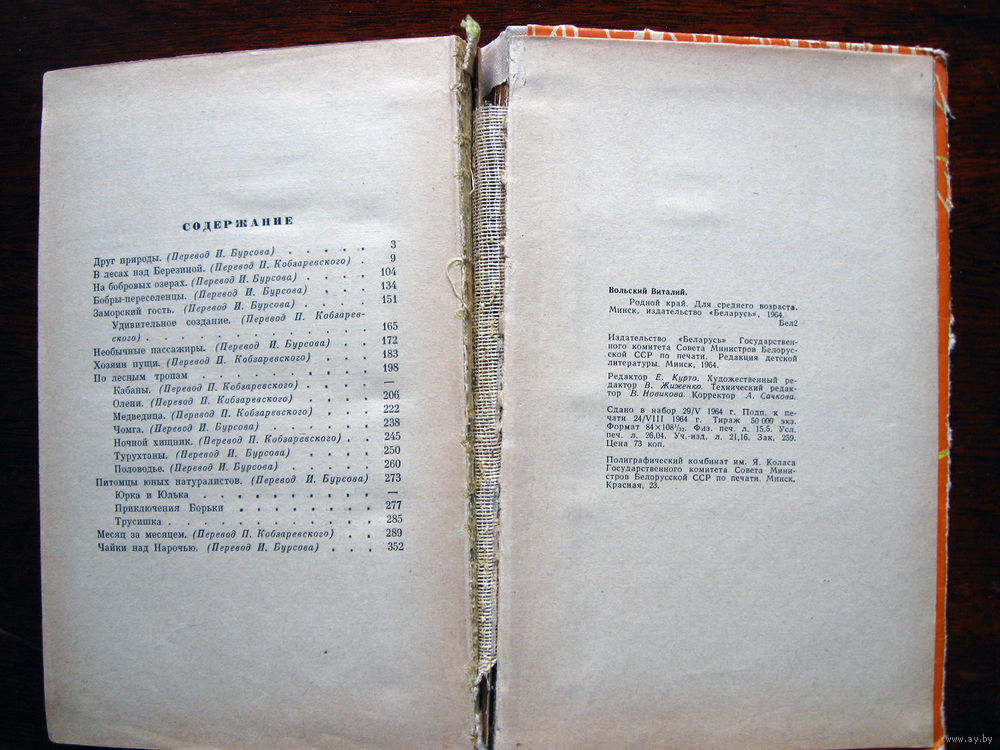 СОДЕРЖАНИЕ
Друг природы. (Перевод И. Бурсова) . . . . . 3
В лесах над Березиной. (Перевод П. Кобзаревского) . 9
На бобровых озерах. (Перевод И. Бурсова) . . . . 104
Бобры-переселенцы. (Перевод И. Бурсова) . . . . 134
Заморский гость. (Перевод И. Бурсова) . . . . 151
Удивительное создание. (Перевод П. Кобзарев-
ского) . . . . . . . . . . . . 165
Необычные пассажиры. (Перевод И. Бурсова) . . . 172
Хозяин пущи. (Перевод П. Кобзаревского) . . . . 183
По лесным тропам . . . . . . . . . . 198
Кабаны. (Перевод П. Кобзаревского) . . . . —
Олени. (Перевод П. Кобзаревского) . . . . . 206
Медведица. (Перевод П. Кобзаревского) . . . . 222
Чомга. (Перевод И. Бурсова) . . . . . . 238
Ночной хищник. (Перевод П. Кобзаревского) . . 245
Турухтаны. (Перевод И. Бурсова) . . . . . 250
Половодье. (Перевод И. Бурсова) . . . . . 260
Питомцы юных натуралистов. (Перевод И. Бурсова) 273
Юрка и Юлька . . . . . . . . . . —
Приключения Борьки . . . . . . . . 277
Трусишка . . . . . . . . . . . 285
Месяц за месяцем. (Перевод П. Кобзаревского) . . . 289
Чайки над Нарочью. (Перевод И. Бурсова) . . . . 352
Вольский Виталий.
Родной край. Для среднего возраста.
Минск, издательство «Беларусь», 1964.
Бел2
Издательство «Беларусь» Государствен-
ного комитета Совета Министров Белорус-
ской ССР по печати. Редакция детской
литературы. Минск, 1964.
Редактор Е. Курто. Художественный ре-
дактор В. Жиженко. Технический редак-
тор В. Новикова. Корректор А. Сачкова.
Сдано в набор 29/V 1964 г. Подп. к пе-
чати 24/VIII 1964 г. Тираж 50 000 экз.
Формат 84×108¹/₃₂. Физ. печ. л. 15,5. Усл.
печ. л. 26,04. Уч.-изд. л. 21,16. Зак. 259.
Цена 73 коп.
Полиграфический комбинат им. Я. Коласа
Государственного комитета Совета Мини-
стров Белорусской ССР по печати. Минск,
Красная, 23.
www.ay.by